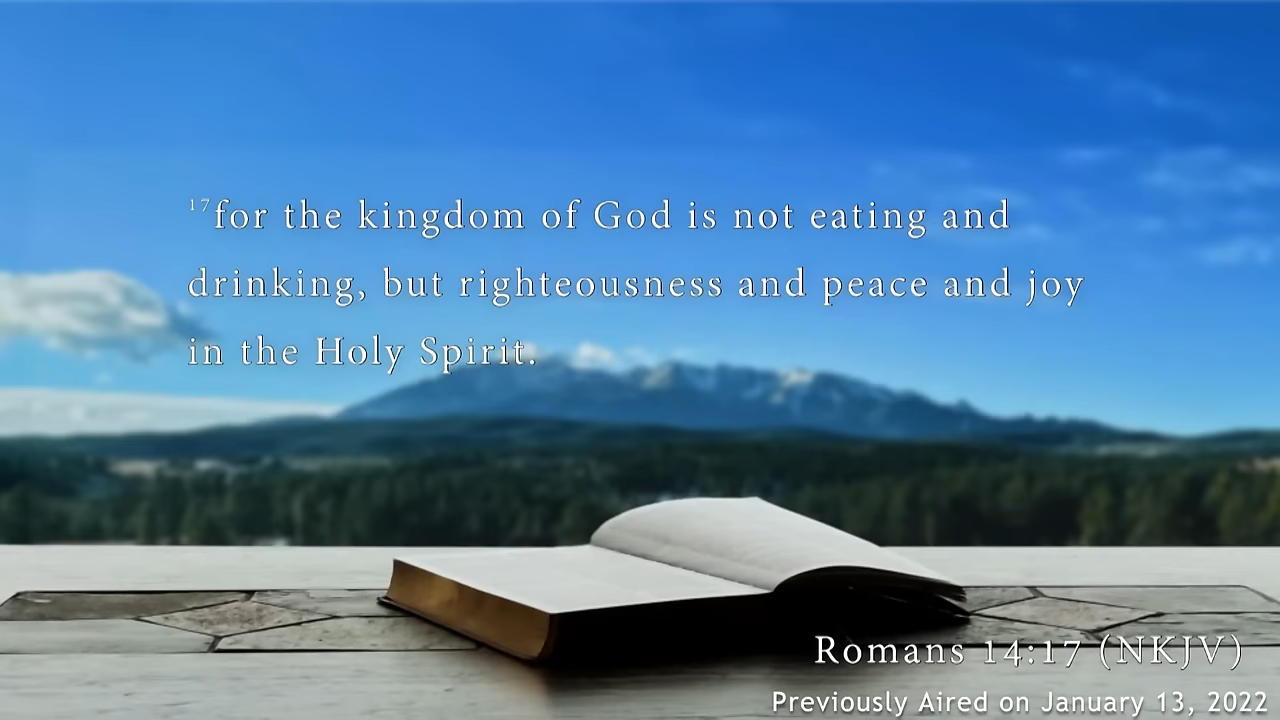 17for the kingdom of God is not eating and
drinking, but righteousness and peace and joy
in the Holy Spirit.
Romans 14:17 (NKJV)
Previously Aired on January 13, 2022